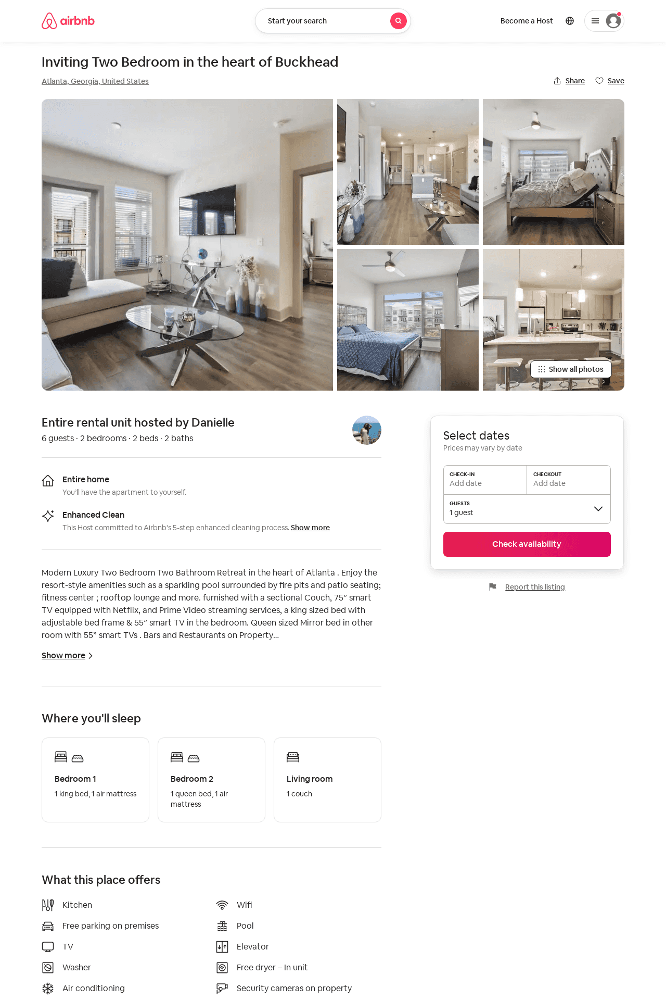 airbnb
Start your search
Become a Host
Inviting Two Bedroom in the heart of Buckhead
Atlanta, Georgia, United States
Share
Save
Show all photos
Entire rental unit hosted by Danielle
6 guests · 2 bedrooms · 2 beds · 2 baths
Entire home
You’ll have the apartment to yourself.
Enhanced Clean
This Host committed to Airbnb's 5-step enhanced cleaning process. Show more
Modern Luxury Two Bedroom Two Bathroom Retreat in the heart of Atlanta . Enjoy the
resort-style amenities such as a sparkling pool surrounded by fire pits and patio seating;
fitness center ; rooftop lounge and more. furnished with a sectional Couch, 75” smart
TV equipped with Netflix, and Prime Video streaming services, a king sized bed with
adjustable bed frame & 55” smart TV in the bedroom. Queen sized Mirror bed in other
room with 55” smart TVs . Bars and Restaurants on Property...
Show more
Select dates
Prices may vary by date
CHECK-IN
Add date
CHECKOUT
Add date
GUESTS
1 guest
Check availability
Report this listing
Where you'll sleep
Bedroom 1
1 king bed, 1 air mattress
Bedroom 2
1 queen bed, 1 air
mattress
Living room
1 couch
What this place offers
Kitchen
Wifi
Free parking on premises
Pool
TV
Elevator
Washer
Free dryer – In unit
Air conditioning
Security cameras on property